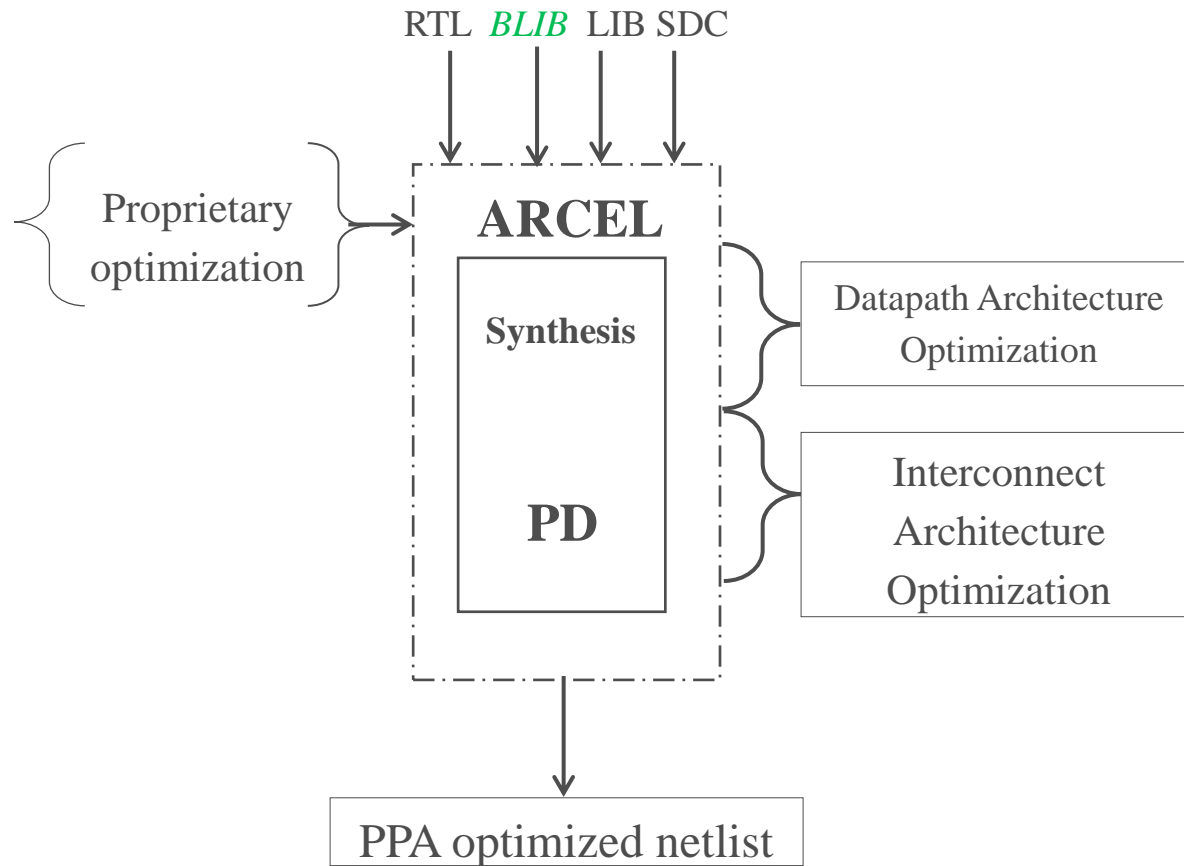 RTL BLIB LIB SDC
Proprietary
optimization
ARCEL
Synthesis
PD
Datapath Architecture
Optimization
Interconnect
Architecture
Optimization
PPA optimized netlist